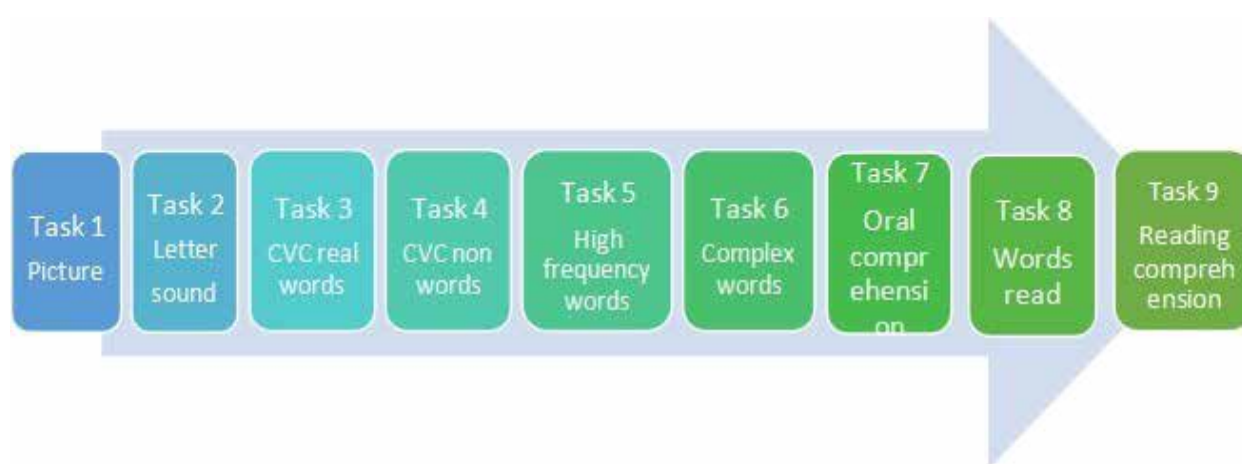 Task 1
Picture
Task 2
Letter
sound
Task 3
CVC real
words
Task 4
CVC non
words
Task 5
High
frequency
words
Task 6
Complex
words
Task 7
Oral
compr
ehensi
on
Task 8
Words
read
Task 9
Reading
compreh
ension